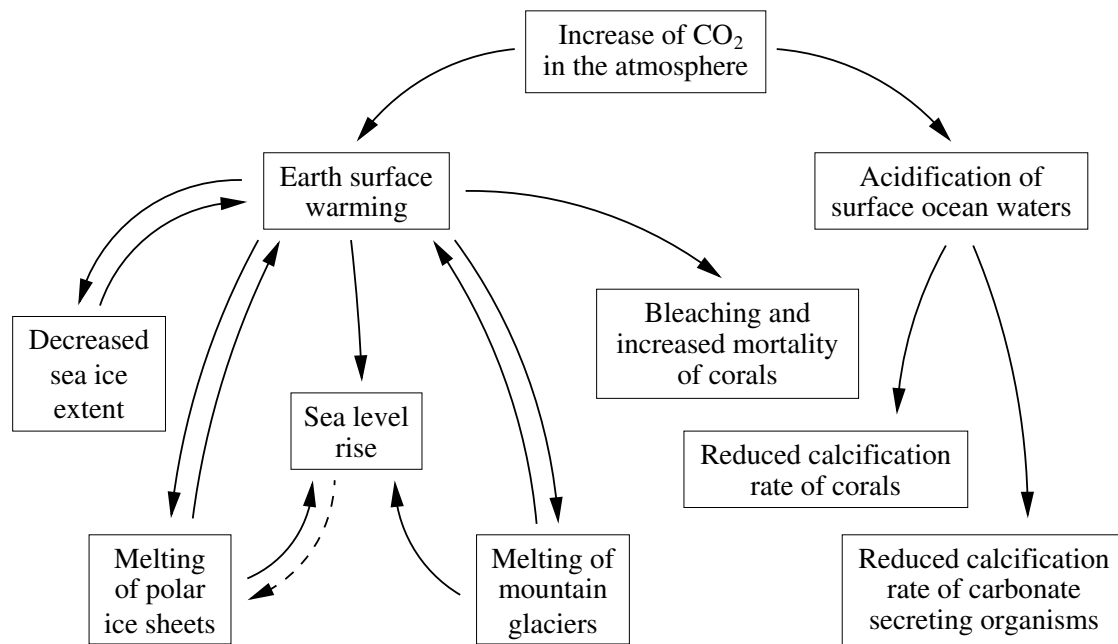 Increase of CO₂
in the atmosphere
Earth surface
warming
Acidification of
surface ocean waters
Decreased
sea ice
extent
Bleaching and
increased mortality
of corals
Sea level
rise
Reduced calcification
rate of corals
Melting
of polar
ice sheets
Melting of
mountain
glaciers
Reduced calcification
rate of carbonate
secreting organisms